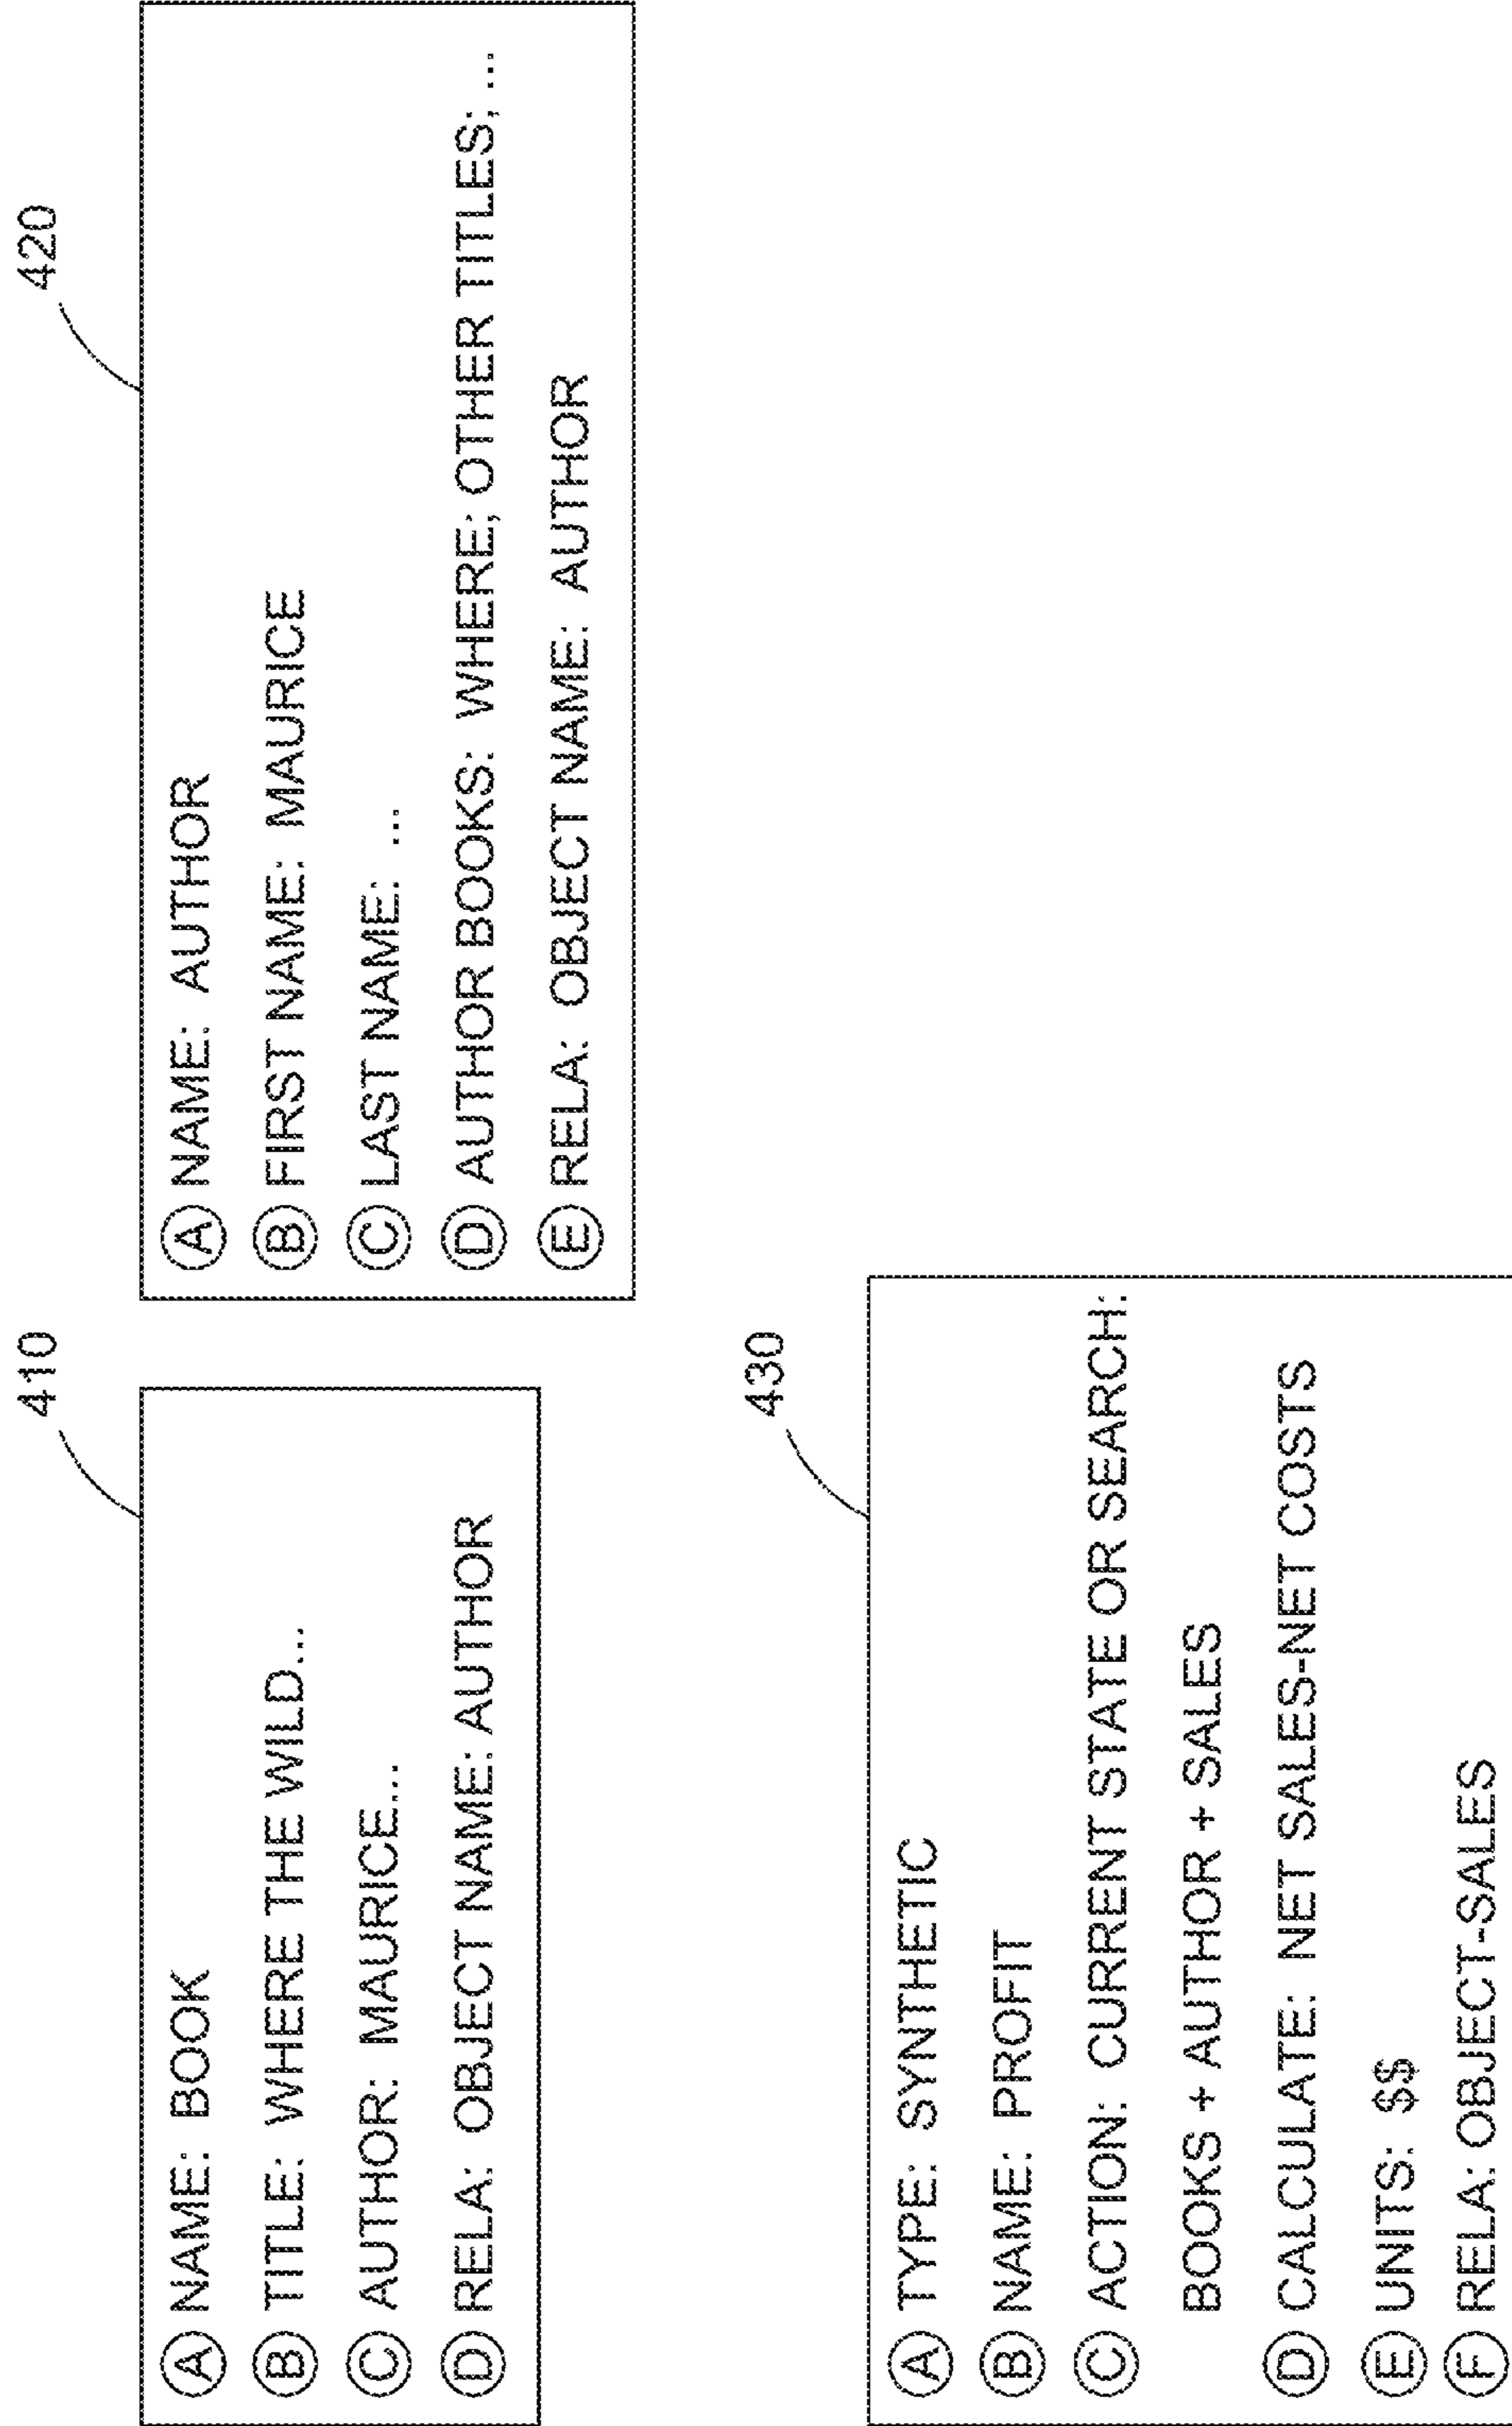 410
Ⓐ NAME: BOOK
Ⓑ TITLE: WHERE THE WILD...
Ⓒ AUTHOR: MAURICE...
Ⓓ RELA: OBJECT NAME: AUTHOR
420
Ⓐ NAME: AUTHOR
Ⓑ FIRST NAME: MAURICE
Ⓒ LAST NAME: ...
Ⓓ AUTHOR BOOKS: WHERE; OTHER TITLES; ...
Ⓔ RELA: OBJECT NAME: AUTHOR
430
Ⓐ TYPE: SYNTHETIC
Ⓑ NAME: PROFIT
Ⓒ ACTION: CURRENT STATE OR SEARCH:
BOOKS + AUTHOR + SALES
Ⓓ CALCULATE: NET SALES-NET COSTS
Ⓔ UNITS: $$
Ⓕ RELA: OBJECT-SALES